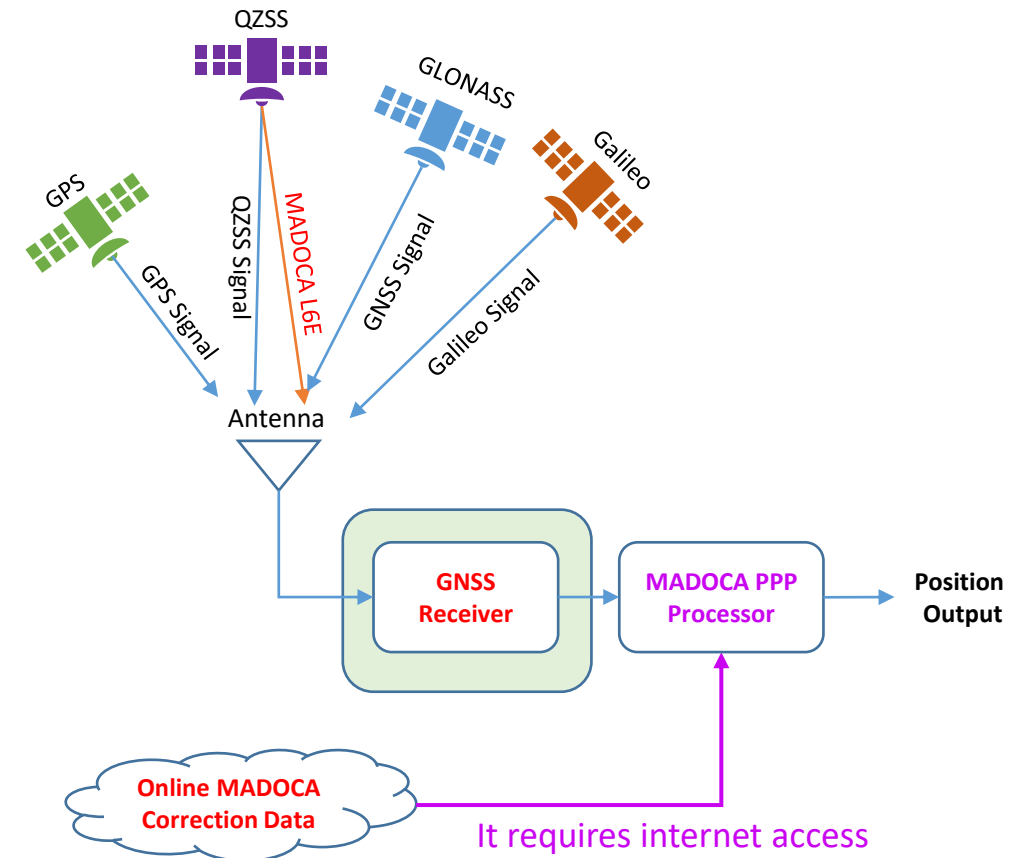 QZSS
GLONASS
Galileo
GPS
GPS Signal
QZSS Signal
MADOCA L6E
GNSS Signal
Galileo Signal
Antenna
GNSS
Receiver
MADOCA PPP
Processor
Position
Output
Online MADOCA
Correction Data
It requires internet access